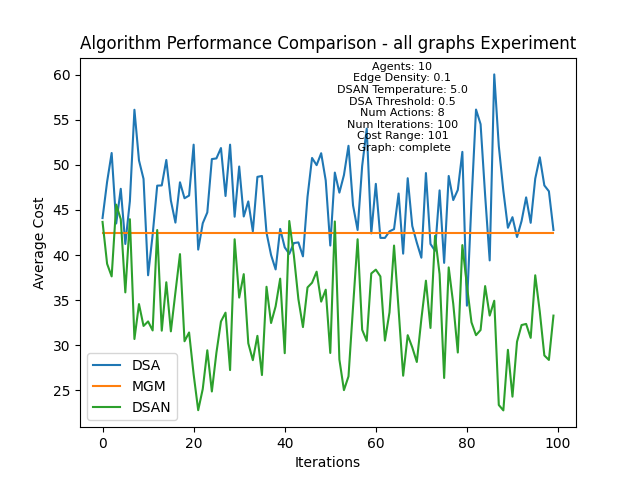 Algorithm Performance Comparison - all graphs Experiment
Agents: 10
Edge Density: 0.1
DSAN Temperature: 5.0
DSA Threshold: 0.5
Num Actions: 8
Num Iterations: 100
Cost Range: 101
Graph: complete
60
55
50
45
40
35
30
25
Average Cost
DSA
MGM
DSAN
0
20
40
60
80
100
Iterations